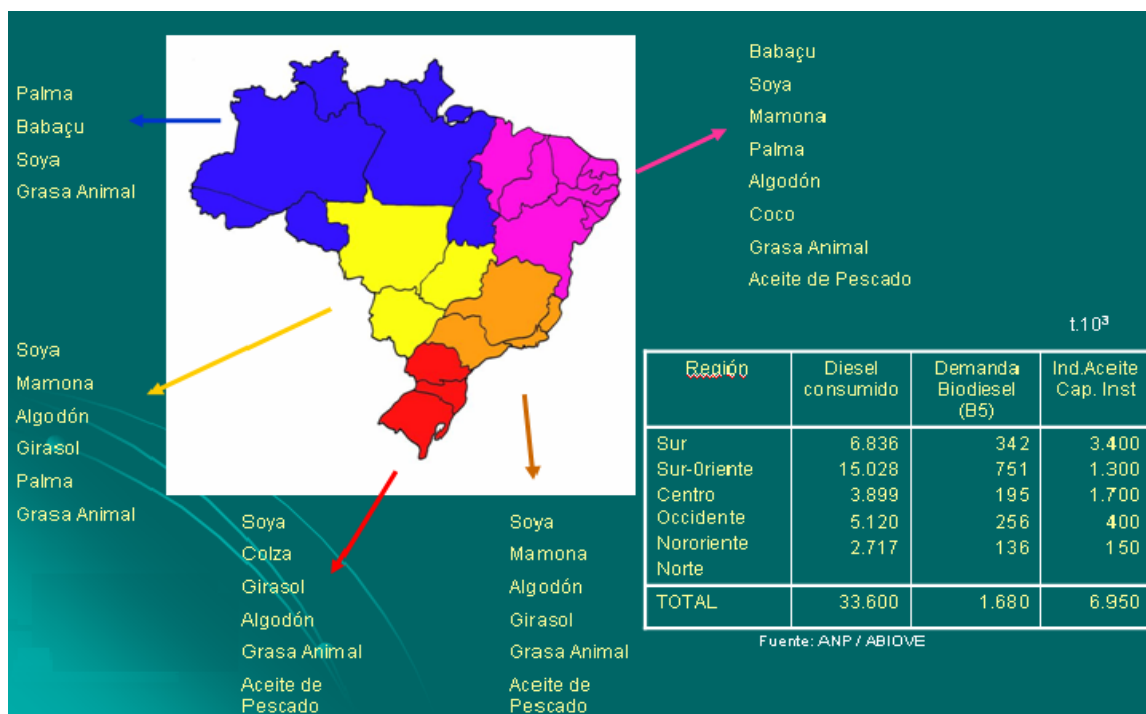 Palma
Babaçu
Soya
Grasa Animal
Babaçu
Soya
Mamona
Palma
Algodón
Coco
Grasa Animal
Aceite de Pescado
Soya
Mamona
Algodón
Girasol
Palma
Grasa Animal
Soya
Colza
Girasol
Algodón
Grasa Animal
Aceite de
Pescado
Soya
Mamona
Algodón
Girasol
Grasa Animal
Aceite de
Pescado
t.10³
Región Diesel consumido Demanda Biodiesel (B5) Ind.Aceite Cap. Inst
Sur 6.836 342 3.400
Sur-Oriente 15.028 751 1.300
Centro 3.899 195 1.700
Occidente 5.120 256 400
Nororiente 2.717 136 150
Norte
TOTAL 33.600 1.680 6.950
Fuente: ANP / ABIOVE